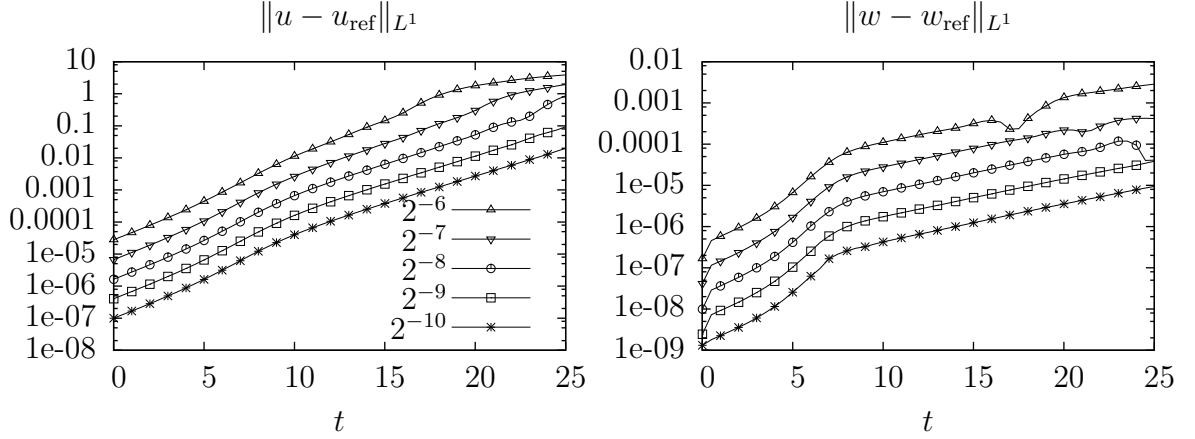 ‖u − u_ref‖_{L^1}
10
1
0.1
0.01
0.001
0.0001
1e-05
1e-06
1e-07
1e-08
2^{−6}
2^{−7}
2^{−8}
2^{−9}
2^{−10}
0 5 10 15 20 25
t
‖w − w_ref‖_{L^1}
0.01
0.001
0.0001
1e-05
1e-06
1e-07
1e-08
1e-09
0 5 10 15 20 25
t